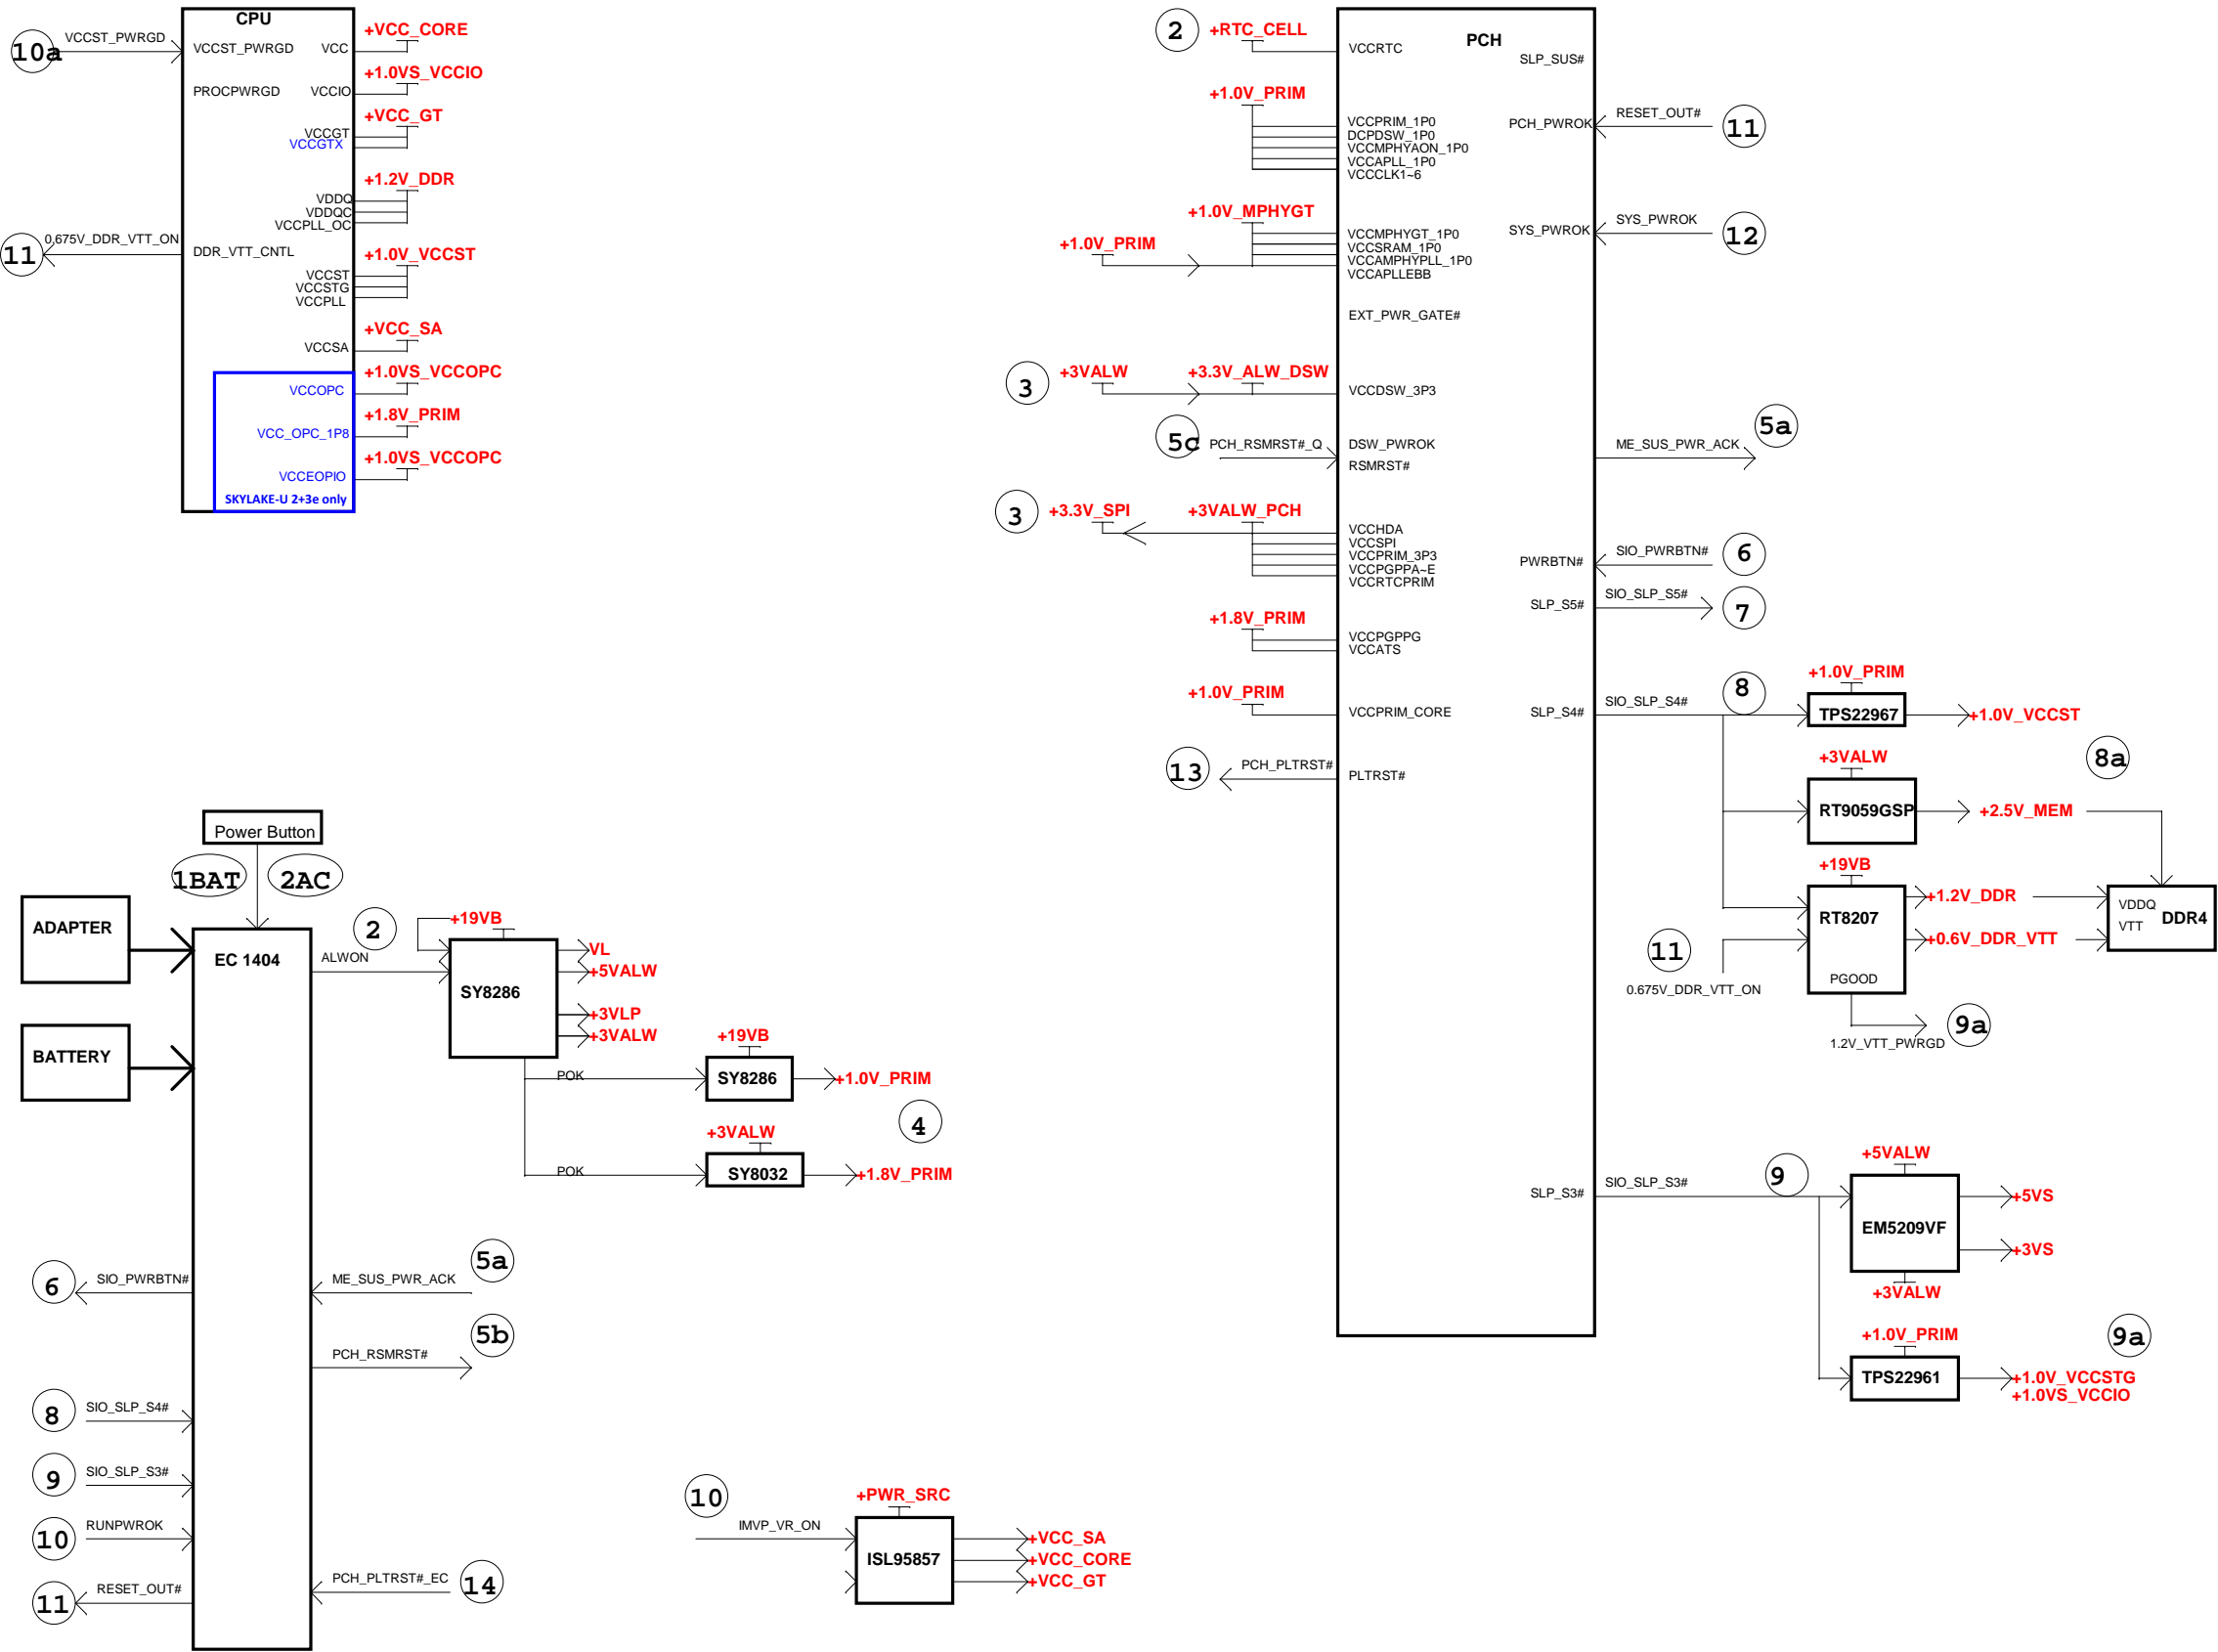 CPU
10a
VCCST_PWRGD
VCCST_PWRGD
VCC
+VCC_CORE
PROCPWRGD
VCCIO
+1.0VS_VCCIO
+VCC_GT
VCCGT
VCCGTX
+1.2V_DDR
VDDQ
VDDQC
VCCPLL_OC
11
0.675V_DDR_VTT_ON
DDR_VTT_CNTL
+1.0V_VCCST
VCCST
VCCSTG
VCCPLL
+VCC_SA
VCCSA
+1.0VS_VCCOPC
VCCOPC
+1.8V_PRIM
VCC_OPC_1P8
+1.0VS_VCCOPC
VCCEOPIO
SKYLAKE-U 2+3e only
PCH
2
+RTC_CELL
VCCRTC
SLP_SUS#
+1.0V_PRIM
VCCPRIM_1P0
DCPDSW_1P0
VCCMPHYAON_1P0
VCCAPLL_1P0
VCCCLK1~6
PCH_PWROK
RESET_OUT#
11
+1.0V_MPHYGT
+1.0V_PRIM
VCCMPHYGT_1P0
VCCSRAM_1P0
VCCAMPHYPLL_1P0
VCCAPLLEBB
SYS_PWROK
SYS_PWROK
12
EXT_PWR_GATE#
3
+3VALW
+3.3V_ALW_DSW
VCCDSW_3P3
5c
PCH_RSMRST#_Q
DSW_PWROK
RSMRST#
ME_SUS_PWR_ACK
5a
3
+3.3V_SPI
+3VALW_PCH
VCCHDA
VCCSPI
VCCPRIM_3P3
VCCPGPPA~E
VCCRTCPRIM
PWRBTN#
SIO_PWRBTN#
6
SLP_S5#
SIO_SLP_S5#
7
+1.8V_PRIM
VCCPGPPG
VCCATS
+1.0V_PRIM
VCCPRIM_CORE
SLP_S4#
SIO_SLP_S4#
8
+1.0V_PRIM
TPS22967
+1.0V_VCCST
8a
13
PCH_PLTRST#
PLTRST#
+3VALW
RT9059GSP
+2.5V_MEM
+19VB
RT8207
PGOOD
+1.2V_DDR
+0.6V_DDR_VTT
VDDQ
VTT
DDR4
11
0.675V_DDR_VTT_ON
9a
1.2V_VTT_PWRGD
SLP_S3#
SIO_SLP_S3#
9
+5VALW
EM5209VF
+5VS
+3VS
+3VALW
+1.0V_PRIM
TPS22961
9a
+1.0V_VCCSTG
+1.0VS_VCCIO
Power Button
1BAT
2AC
ADAPTER
BATTERY
EC 1404
2
ALWON
+19VB
SY8286
VL
+5VALW
+3VLP
+3VALW
POK
+19VB
SY8286
+1.0V_PRIM
4
POK
+3VALW
SY8032
+1.8V_PRIM
6
SIO_PWRBTN#
ME_SUS_PWR_ACK
5a
PCH_RSMRST#
5b
8
SIO_SLP_S4#
9
SIO_SLP_S3#
10
RUNPWROK
11
RESET_OUT#
PCH_PLTRST#_EC
14
10
IMVP_VR_ON
+PWR_SRC
ISL95857
+VCC_SA
+VCC_CORE
+VCC_GT